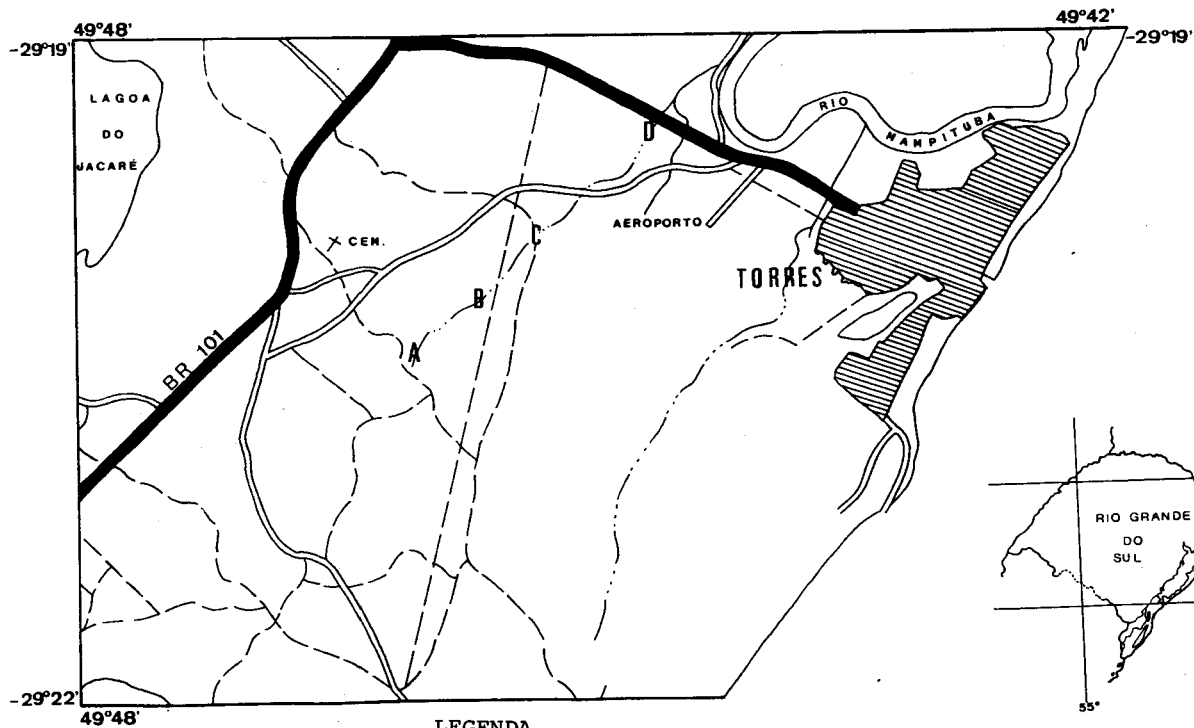 49°48'
49°42'
-29°19'
-29°19'
LAGOA
DO
JACARÉ
RIO
MAMPITUBA
D
AEROPORTO
C
CEM.
TORRES
B
A
BR 101
RIO GRANDE
DO
SUL
-29°22'
49°48'
55°
LEGENDA